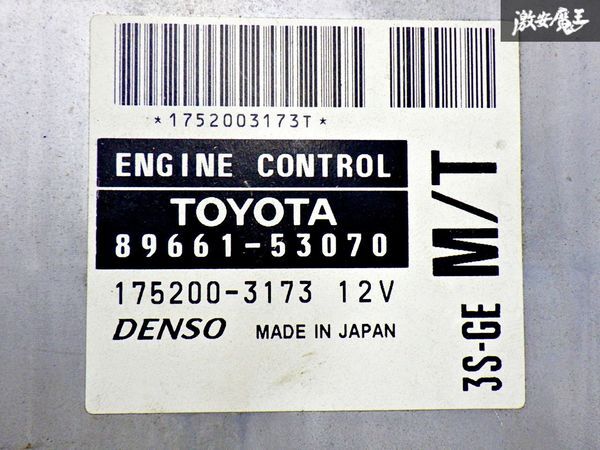 激安魔王
*1752003173T*
ENGINE CONTROL
TOYOTA
89661-53070
175200-3173 12V
DENSO MADE IN JAPAN
3S-GE M/T